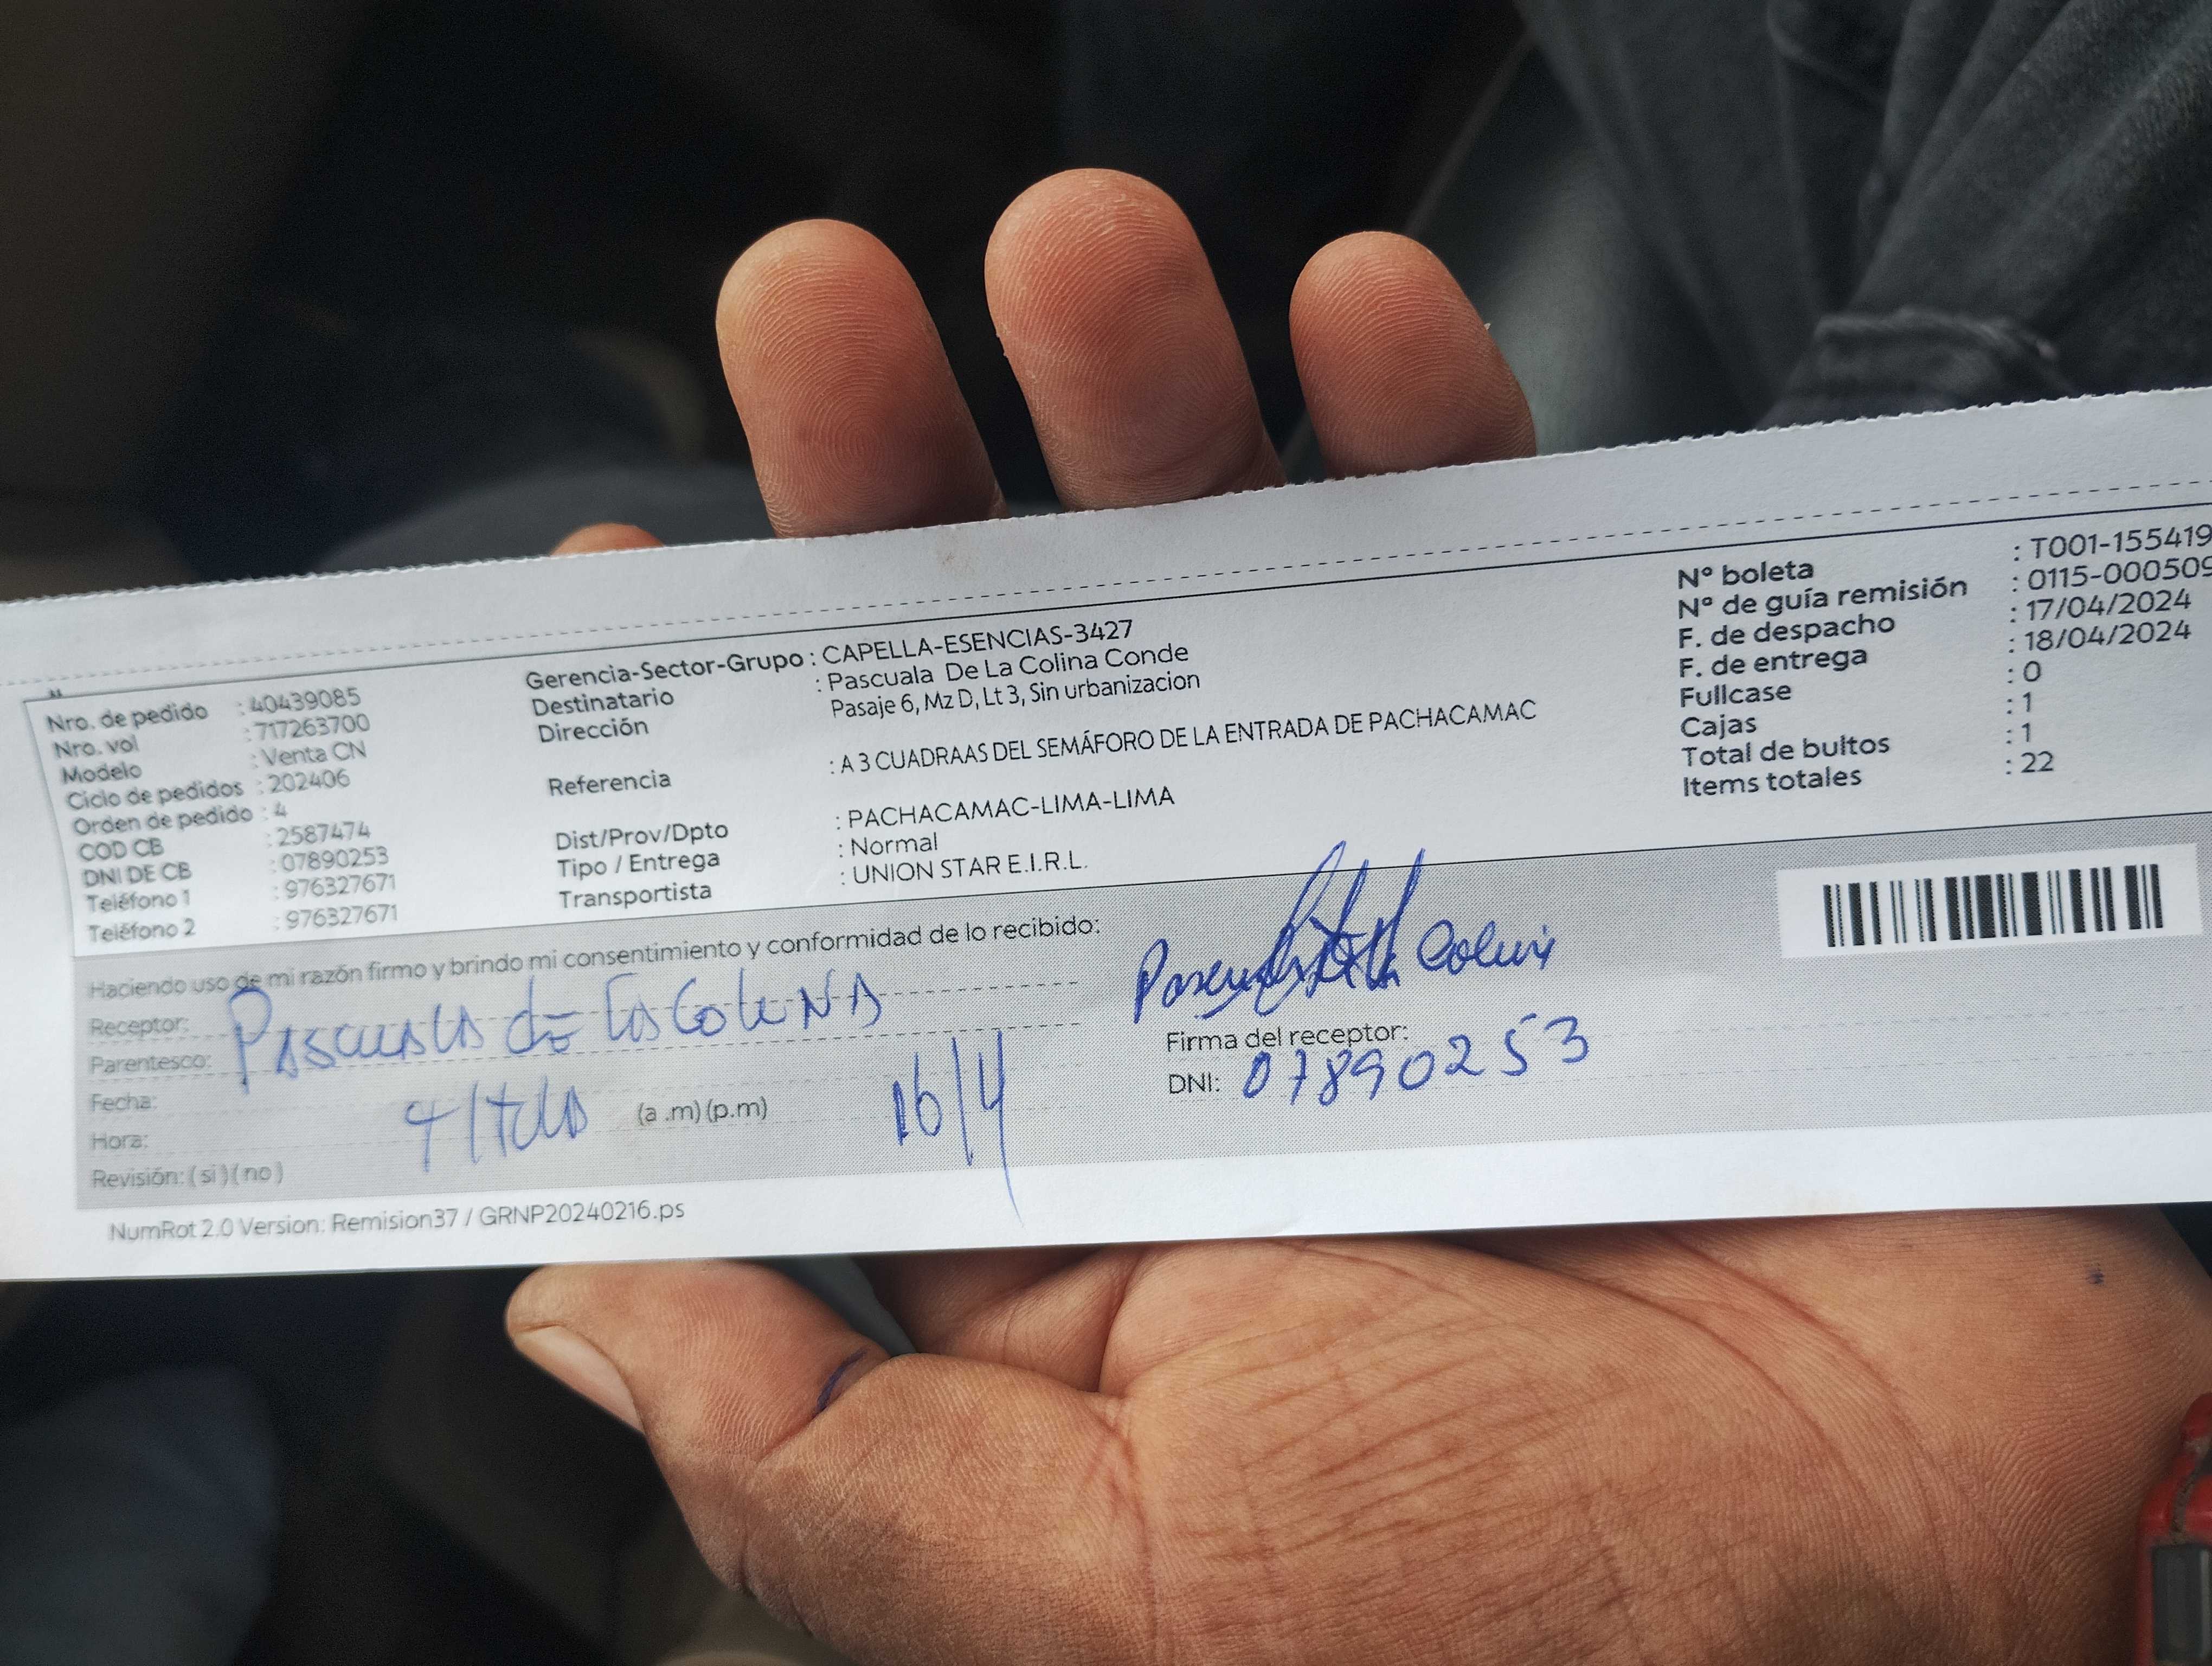 Nro. de pedido : 40439085
Nro. vol : 717263700
Modelo : Venta CN
Ciclo de pedidos : 202406
Orden de pedido : 4
COD CB : 2587474
DNI DE CB : 07890253
Teléfono 1 : 976327671
Teléfono 2 : 976327671
Gerencia-Sector-Grupo : CAPELLA-ESENCIAS-3427
Destinatario : Pascuala De La Colina Conde
Dirección Pasaje 6, Mz D, Lt 3, Sin urbanizacion
Referencia : A 3 CUADRAAS DEL SEMÁFORO DE LA ENTRADA DE PACHACAMAC
Dist/Prov/Dpto : PACHACAMAC-LIMA-LIMA
Tipo / Entrega : Normal
Transportista : UNION STAR E.I.R.L.
N° boleta : T001-155419
N° de guía remisión : 0115-000509
F. de despacho : 17/04/2024
F. de entrega : 18/04/2024
Fullcase : 0
Cajas : 1
Total de bultos : 1
Items totales : 22
Haciendo uso de mi razón firmo y brindo mi consentimiento y conformidad de lo recibido:
Receptor: Pascuala de la Colina
Parentesco:
Fecha:
Hora: (a .m) (p.m) 16/4
Revisión: ( si ) ( no )
Firma del receptor:
DNI: 07890253
NumRot 2.0 Version: Remision37 / GRNP20240216.ps